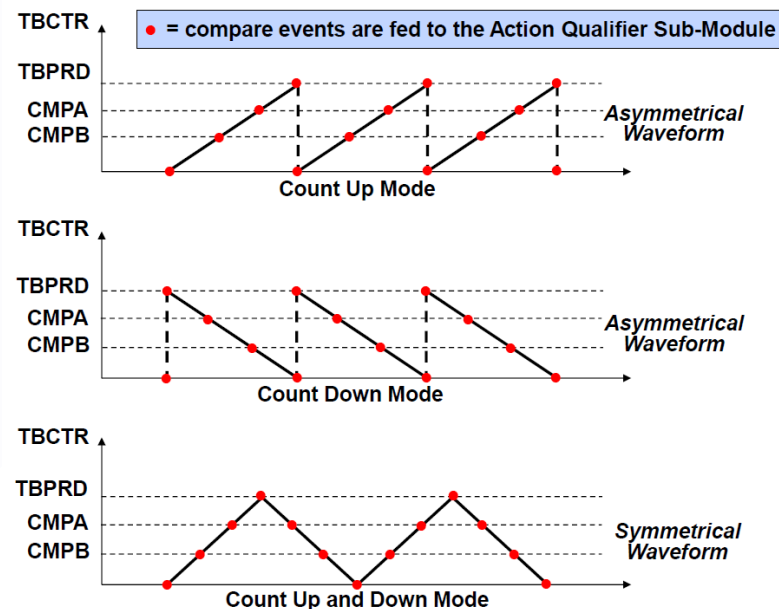 TBCTR
= compare events are fed to the Action Qualifier Sub-Module
TBPRD
CMPA
CMPB
Asymmetrical
Waveform
Count Up Mode
TBCTR
TBPRD
CMPA
CMPB
Asymmetrical
Waveform
Count Down Mode
TBCTR
TBPRD
CMPA
CMPB
Symmetrical
Waveform
Count Up and Down Mode